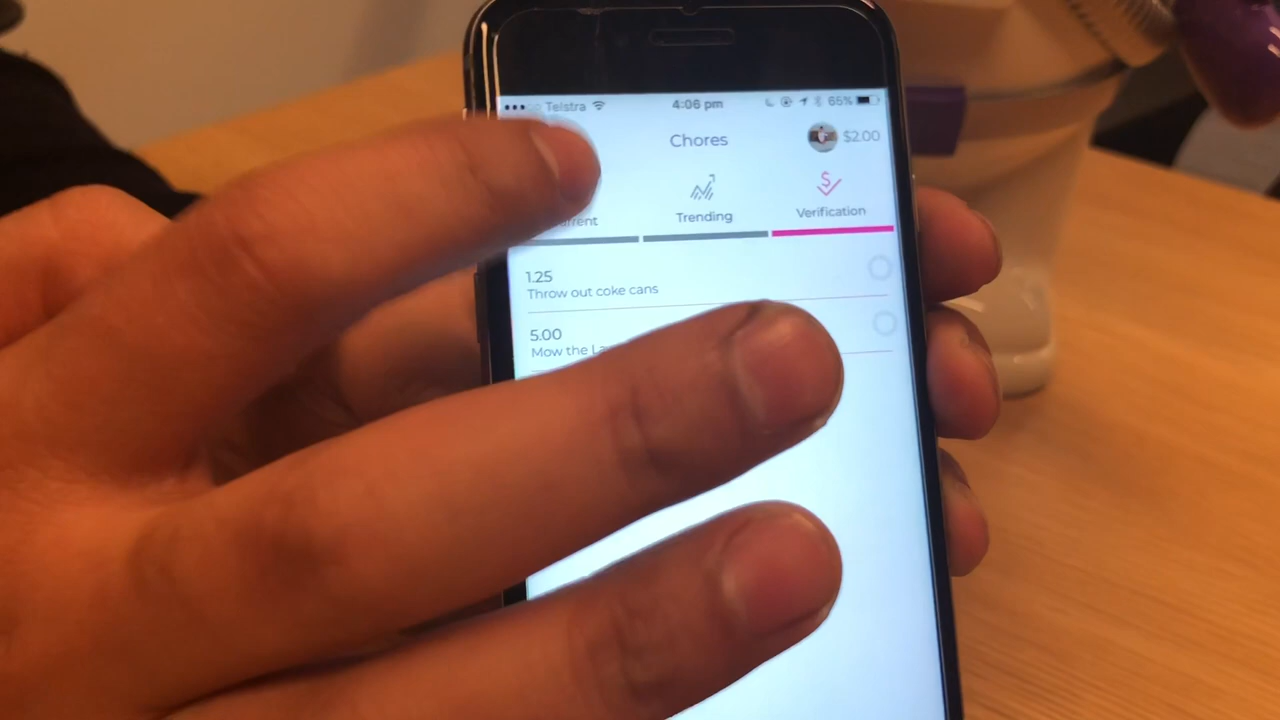 Telstra 4:06 pm 65%
Chores $2.00
Trending Verification
1.25
Throw out coke cans
5.00
Mow the